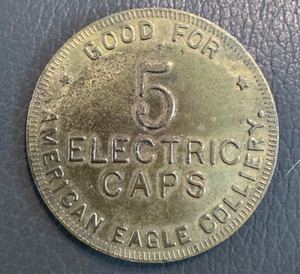 GOOD FOR
5
ELECTRIC
CAPS
AMERICAN EAGLE COLLIERY.